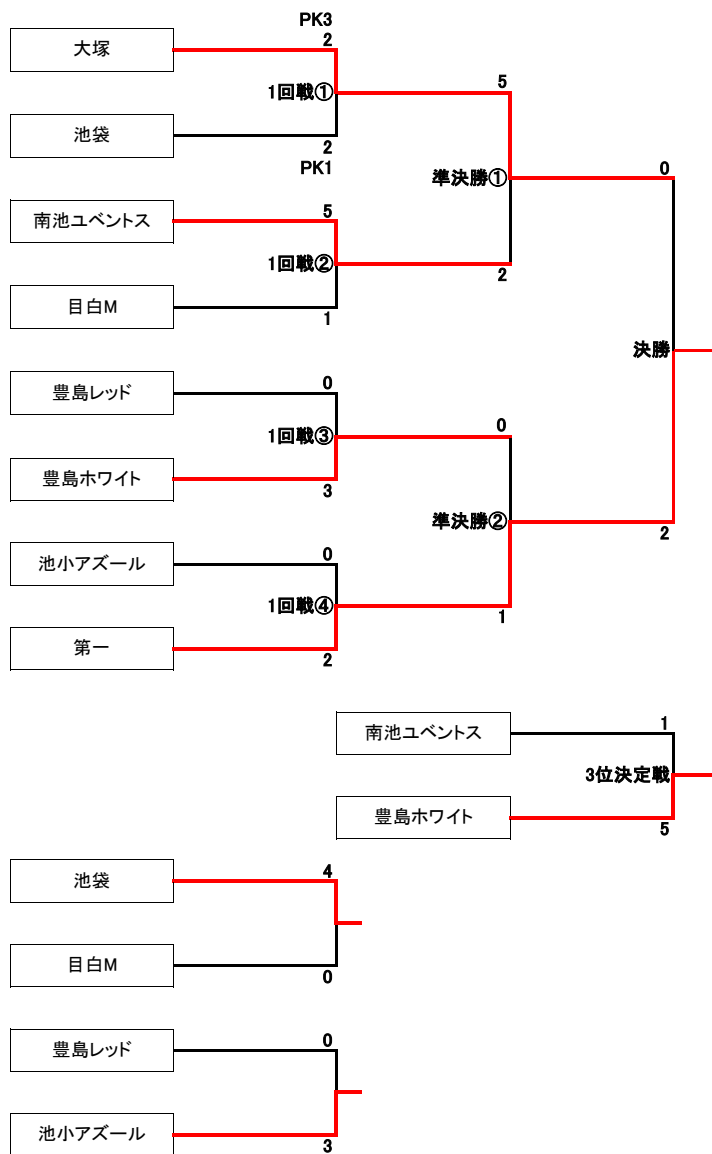 PK3
大塚
2
1回戦①
5
池袋
2
PK1
準決勝①
0
南池ユベントス
5
1回戦②
2
目白M
1
決勝
豊島レッド
0
1回戦③
0
豊島ホワイト
3
準決勝②
2
池小アズール
0
1回戦④
1
第一
2
南池ユベントス
1
3位決定戦
豊島ホワイト
5
池袋
4
目白M
0
豊島レッド
0
池小アズール
3